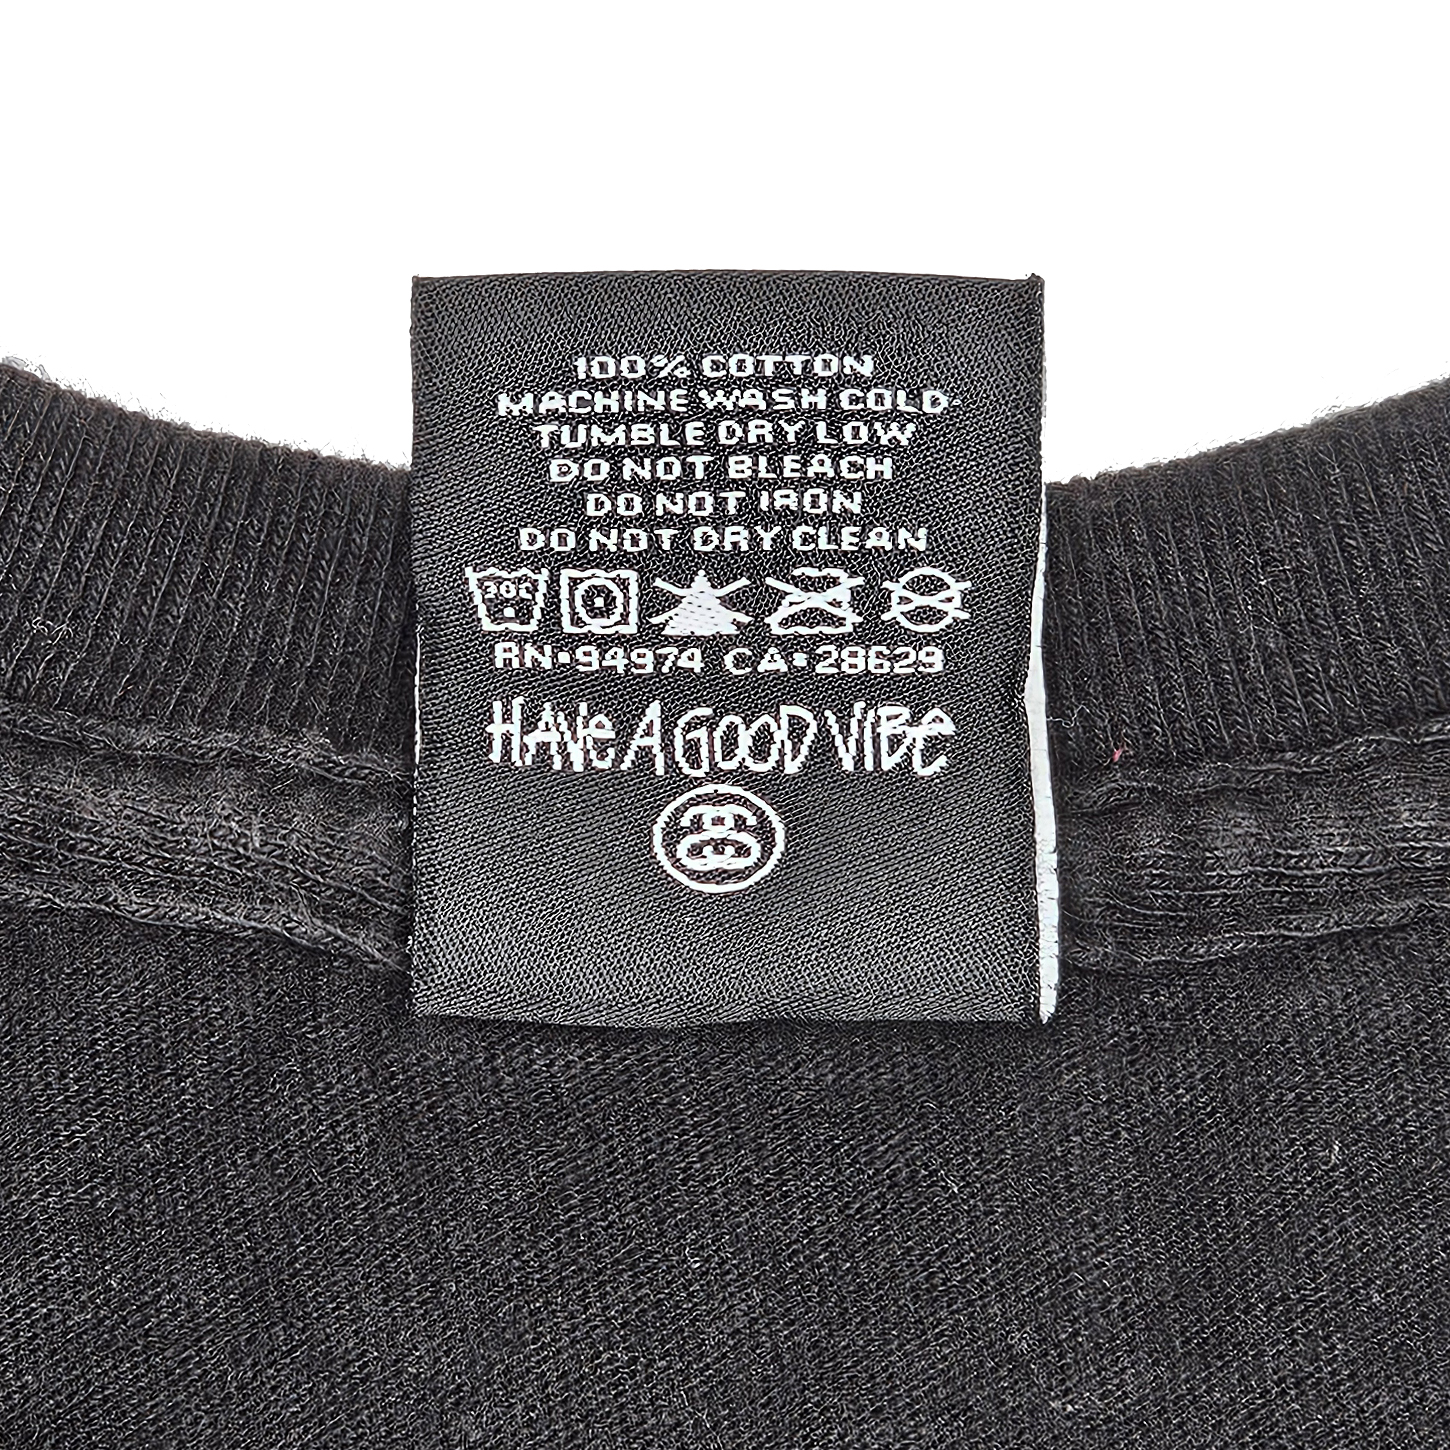 100% COTTON
MACHINE WASH COLD
TUMBLE DRY LOW
DO NOT BLEACH
DO NOT IRON
DO NOT DRY CLEAN
30C
RN•94974 CA•28629
HAVE A GOOD VIBE